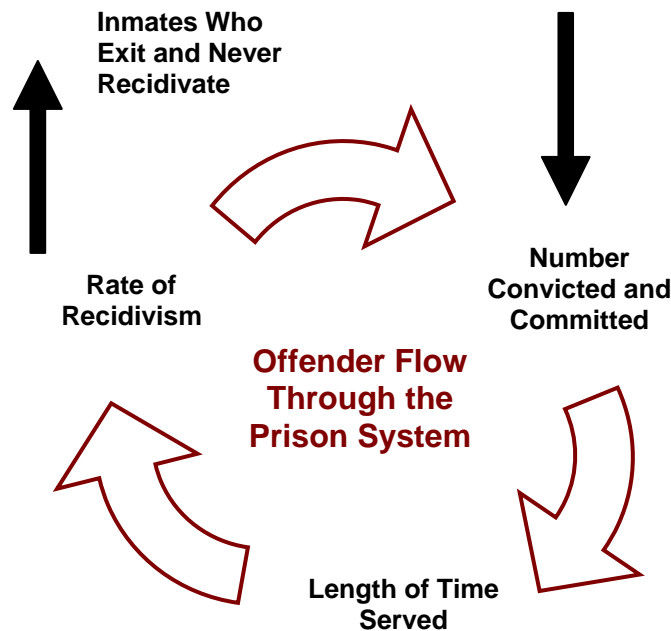 Inmates Who
Exit and Never
Recidivate
Number
Convicted and
Committed
Rate of
Recidivism
Offender Flow
Through the
Prison System
Length of Time
Served